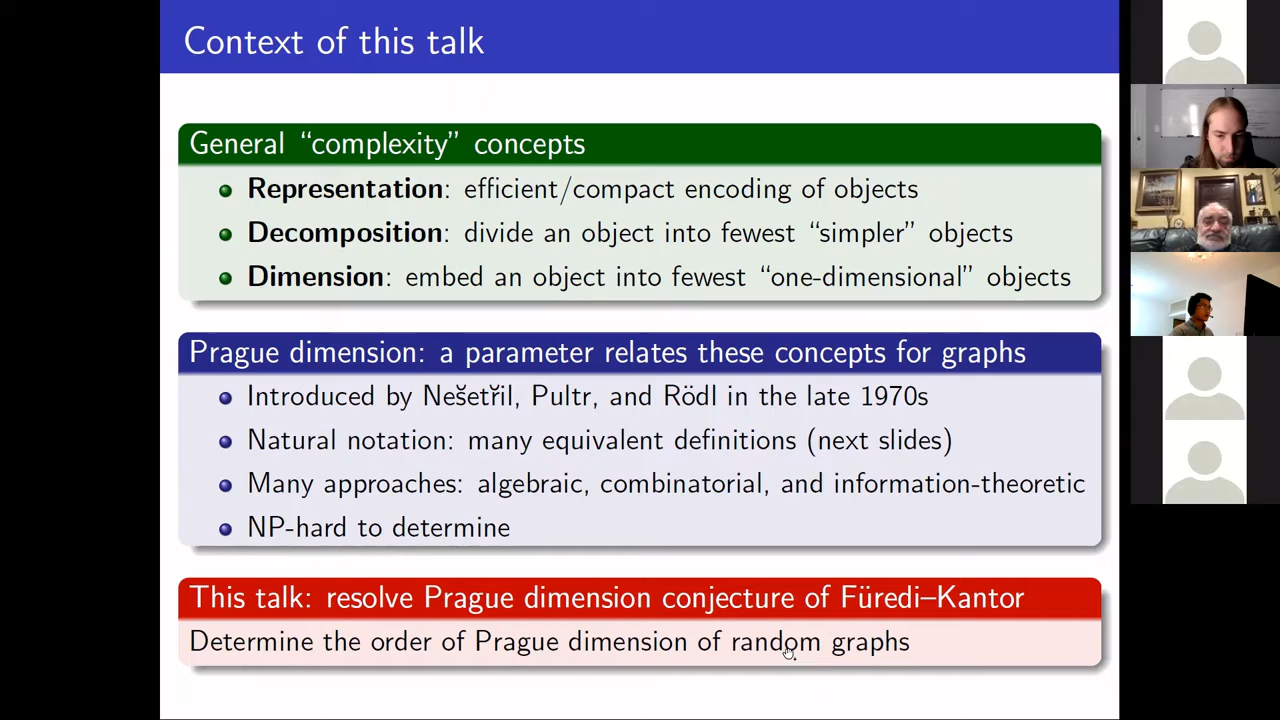 Context of this talk
General “complexity” concepts
Representation: efficient/compact encoding of objects
Decomposition: divide an object into fewest “simpler” objects
Dimension: embed an object into fewest “one-dimensional” objects
Prague dimension: a parameter relates these concepts for graphs
Introduced by Nešetřil, Pultr, and Rödl in the late 1970s
Natural notation: many equivalent definitions (next slides)
Many approaches: algebraic, combinatorial, and information-theoretic
NP-hard to determine
This talk: resolve Prague dimension conjecture of Füredi–Kantor
Determine the order of Prague dimension of random graphs